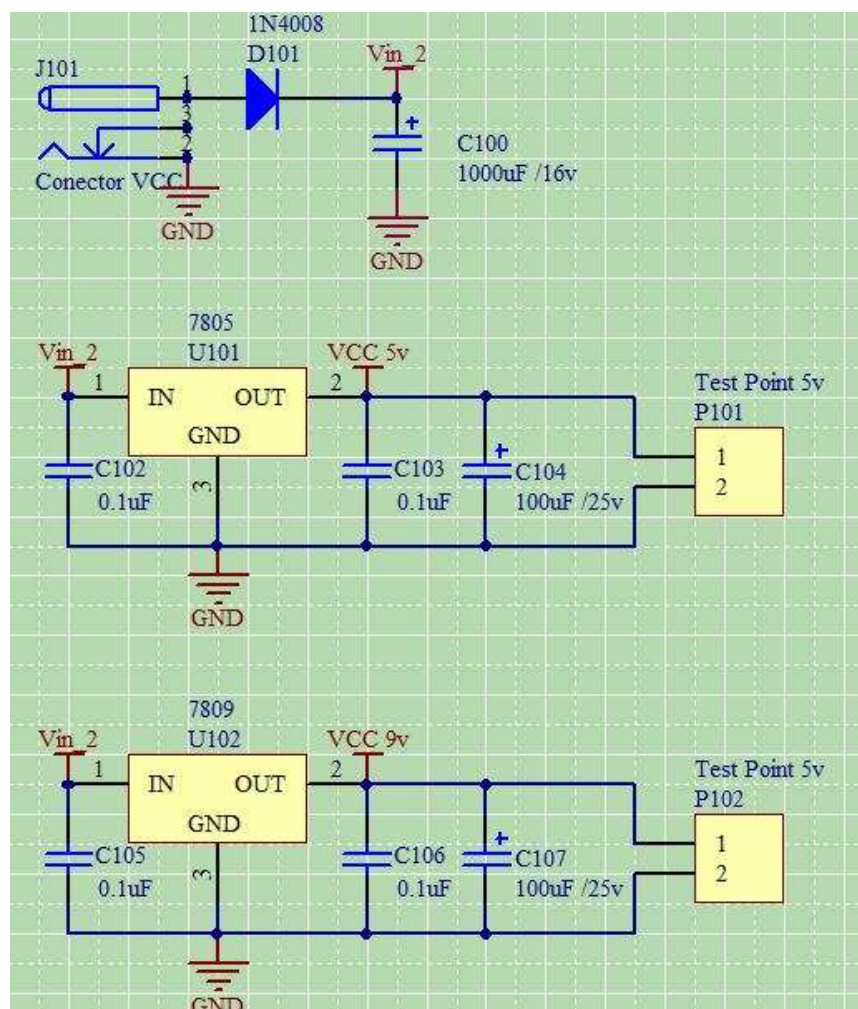 1N4008
D101
Vin_2
J101
1
3
2
Conector VCC
GND
+
C100
1000uF /16v
GND
7805
U101
Vin_2
VCC 5v
1
IN
OUT
2
GND
3
C102
0.1uF
C103
0.1uF
+
C104
100uF /25v
Test Point 5v
P101
1
2
GND
7809
U102
Vin_2
VCC 9v
1
IN
OUT
2
GND
3
C105
0.1uF
C106
0.1uF
+
C107
100uF /25v
Test Point 5v
P102
1
2
GND